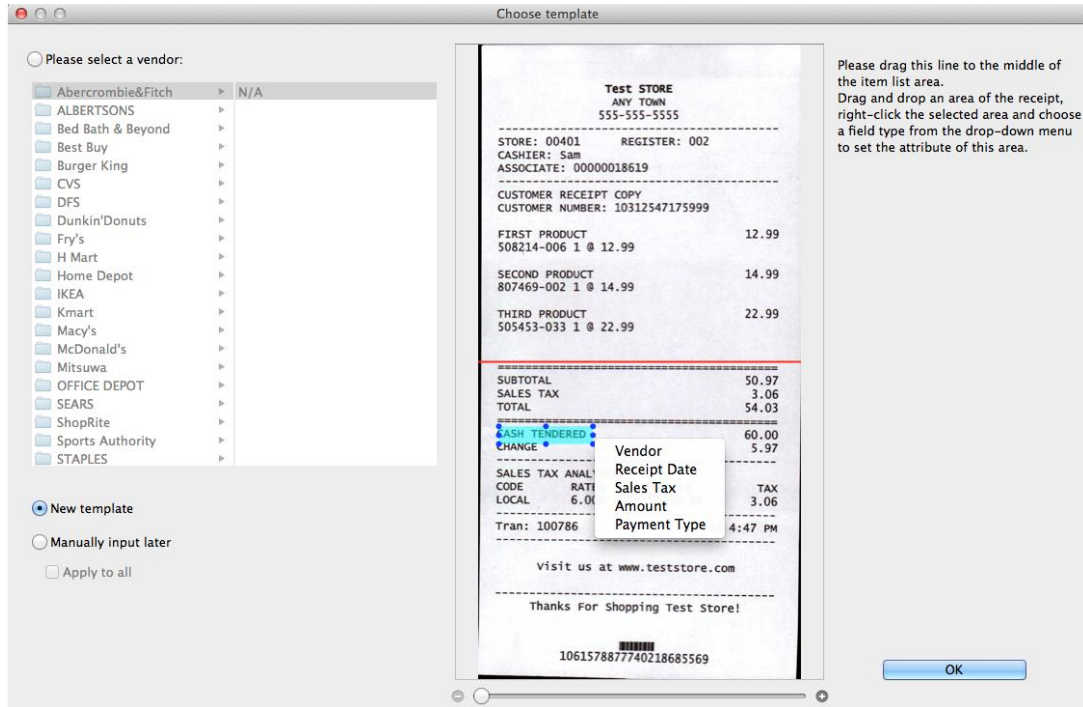 Choose template
Please select a vendor:
Abercrombie&Fitch
N/A
ALBERTSONS
Bed Bath & Beyond
Best Buy
Burger King
CVS
DFS
Dunkin'Donuts
Fry's
H Mart
Home Depot
IKEA
Kmart
Macy's
McDonald's
Mitsuwa
OFFICE DEPOT
SEARS
ShopRite
Sports Authority
STAPLES
New template
Manually input later
Apply to all
Test STORE
ANY TOWN
555-555-5555
STORE: 00401 REGISTER: 002
CASHIER: Sam
ASSOCIATE: 00000018619
CUSTOMER RECEIPT COPY
CUSTOMER NUMBER: 10312547175999
FIRST PRODUCT 12.99
508214-006 1 @ 12.99
SECOND PRODUCT 14.99
807469-002 1 @ 14.99
THIRD PRODUCT 22.99
505453-033 1 @ 22.99
SUBTOTAL 50.97
SALES TAX 3.06
TOTAL 54.03
CASH TENDERED 60.00
CHANGE 5.97
SALES TAX
CODE TAX
LOCAL 3.06
Tran: 100786 4:47 PM
Vendor
Receipt Date
Sales Tax
Amount
Payment Type
Visit us at www.teststore.com
Thanks For Shopping Test Store!
1061578877740218685569
Please drag this line to the middle of
the item list area.
Drag and drop an area of the receipt,
right-click the selected area and choose
a field type from the drop-down menu
to set the attribute of this area.
OK